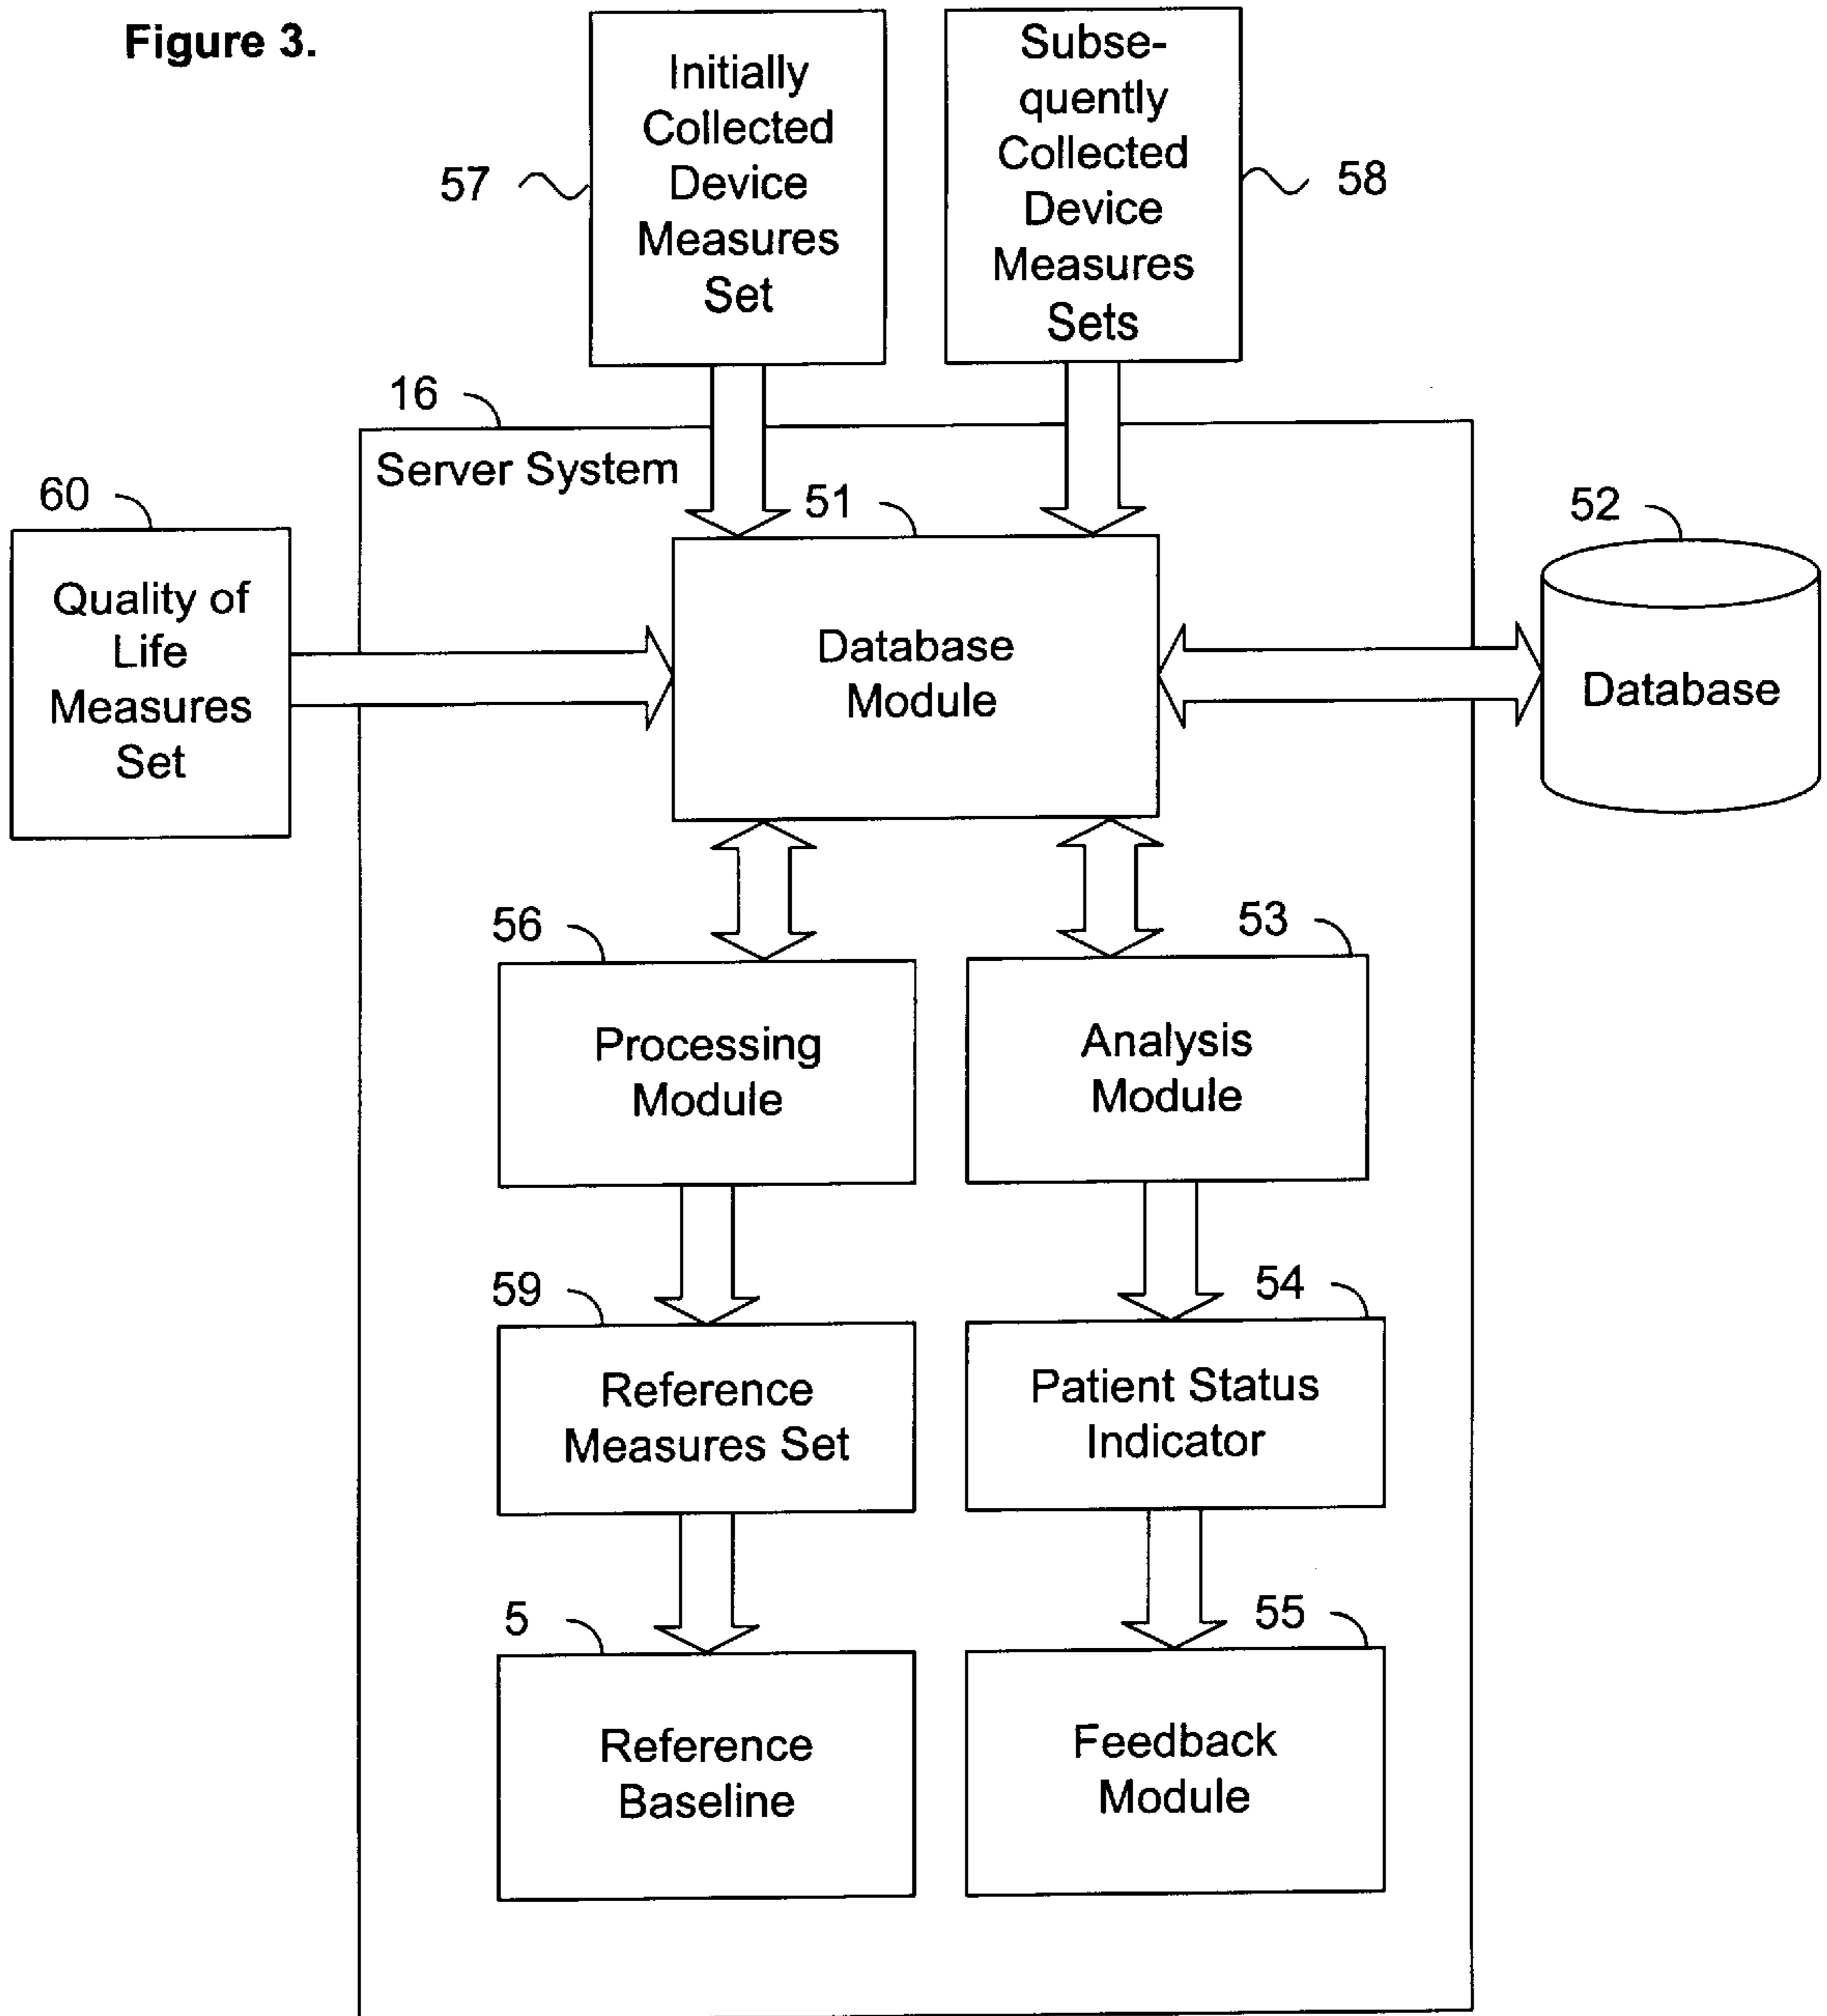 Figure 3.
Initially
Collected
Device
Measures
Set
57
Subse-
quently
Collected
Device
Measures
Sets
58
16
Server System
60
Quality of
Life
Measures
Set
51
Database
Module
52
Database
56
Processing
Module
53
Analysis
Module
59
Reference
Measures Set
54
Patient Status
Indicator
5
Reference
Baseline
55
Feedback
Module